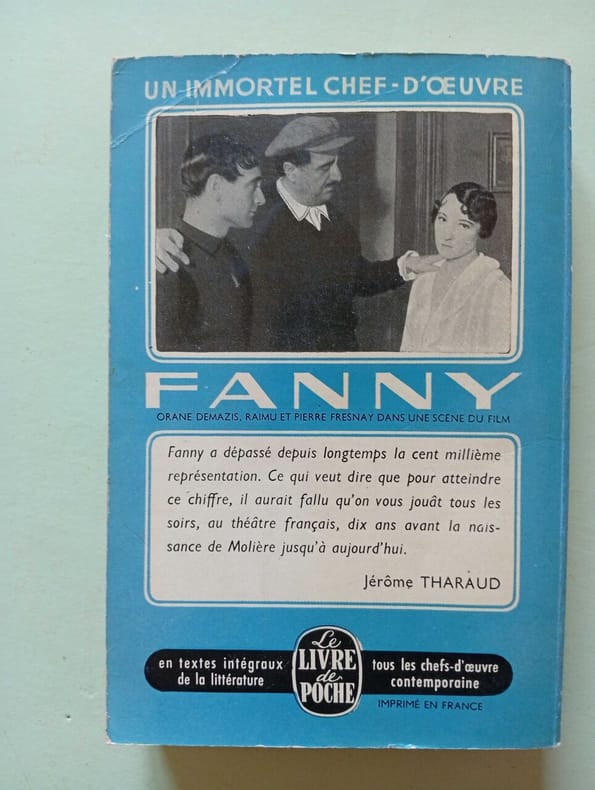 UN IMMORTEL CHEF-D'ŒUVRE
FANNY
ORANE DEMAZIS, RAIMU ET PIERRE FRESNAY DANS UNE SCÈNE DU FILM
Fanny a dépassé depuis longtemps la cent millième
représentation. Ce qui veut dire que pour atteindre
ce chiffre, il aurait fallu qu'on vous jouât tous les
soirs, au théâtre français, dix ans avant la nais-
sance de Molière jusqu'à aujourd'hui.
Jérôme THARAUD
en textes intégraux
de la littérature
Le
LIVRE
de
POCHE
tous les chefs-d'œuvre
contemporaine
IMPRIMÉ EN FRANCE